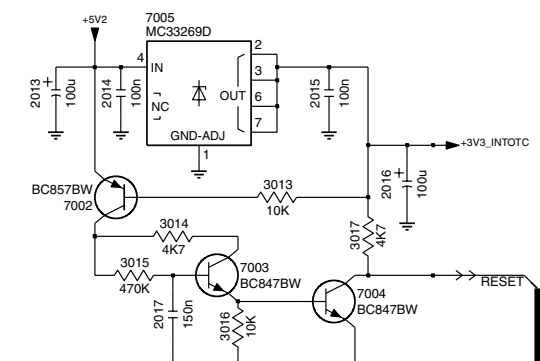 +5V2
7005
MC33269D
2
4
IN
3
2013
+
100u
2014
100n
NC
OUT
6
2015
100n
7
GND-ADJ
1
+3V3_INTOTC
2016
+
100u
BC857BW
7002
3013
10K
3014
4K7
3017
4K7
3015
470K
7003
BC847BW
RESET
7004
BC847BW
2017
150n
3016
10K